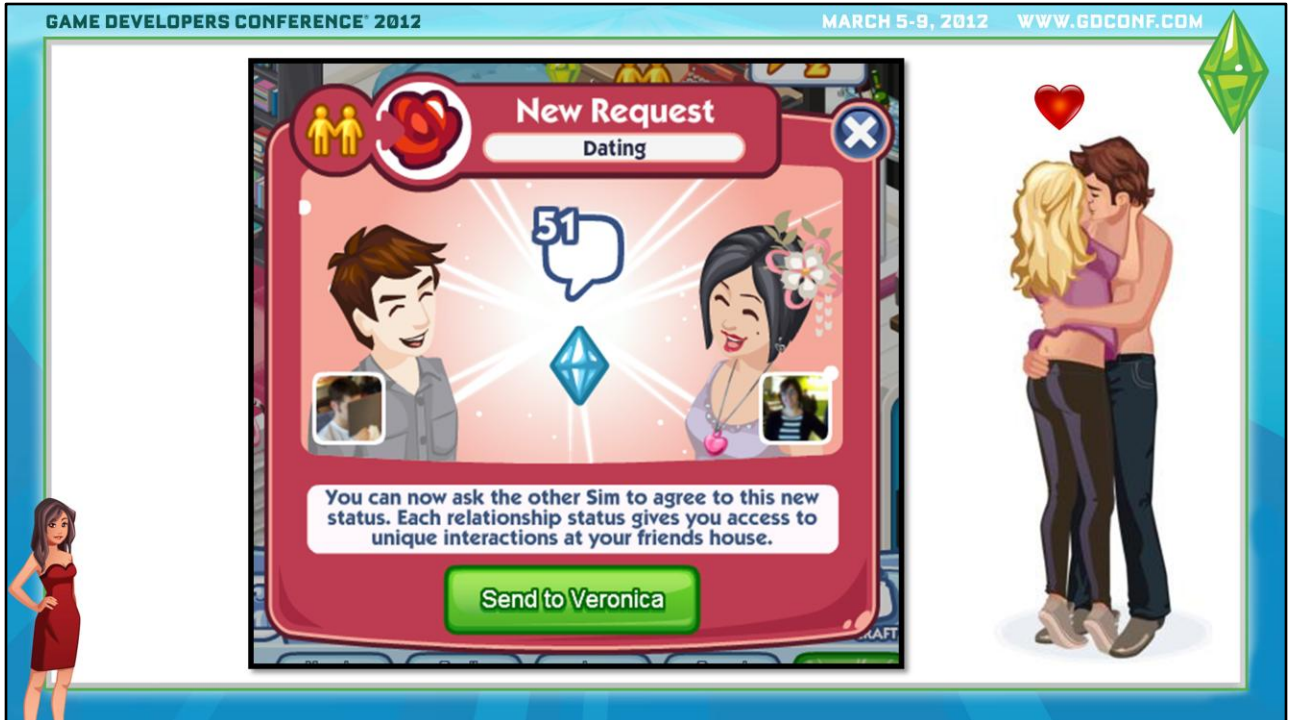 GAME DEVELOPERS CONFERENCE® 2012
MARCH 5-9, 2012 WWW.GDCONF.COM
New Request
Dating
51
You can now ask the other Sim to agree to this new
status. Each relationship status gives you access to
unique interactions at your friends house.
Send to Veronica